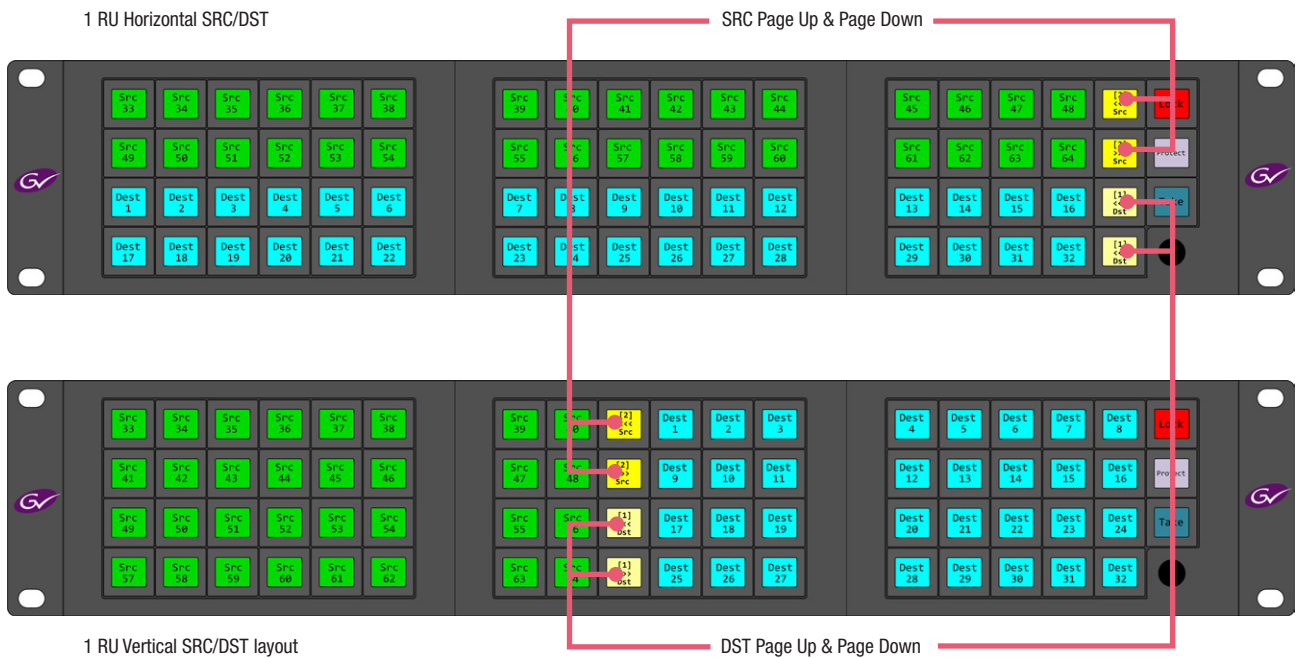 1 RU Horizontal SRC/DST
SRC Page Up & Page Down
Src 33 Src 34 Src 35 Src 36 Src 37 Src 38 Src 39 Src 41 Src 42 Src 43 Src 44 Src 45 Src 46 Src 47 Src 48 Src Lock
Src 49 Src 50 Src 51 Src 52 Src 53 Src 54 Src 55 Src 57 Src 58 Src 59 Src 60 Src 61 Src 62 Src 63 Src 64 Src Protect
Dest 1 Dest 2 Dest 3 Dest 4 Dest 5 Dest 6 Dest 7 Dest 9 Dest 10 Dest 11 Dest 12 Dest 13 Dest 14 Dest 15 Dest 16 [1] Dst Take
Dest 17 Dest 18 Dest 19 Dest 20 Dest 21 Dest 22 Dest 23 Dest 25 Dest 26 Dest 27 Dest 28 Dest 29 Dest 30 Dest 31 Dest 32 [1] Dst
Src 33 Src 34 Src 35 Src 36 Src 37 Src 38 Src 39 [2] << Src Dest 1 Dest 2 Dest 3 Dest 4 Dest 5 Dest 6 Dest 7 Dest 8 Lock
Src 41 Src 42 Src 43 Src 44 Src 45 Src 46 Src 47 Src 48 [2] >> Src Dest 9 Dest 10 Dest 11 Dest 12 Dest 13 Dest 14 Dest 15 Dest 16 Protect
Src 49 Src 50 Src 51 Src 52 Src 53 Src 54 Src 55 [1] << Dst Dest 17 Dest 18 Dest 19 Dest 20 Dest 21 Dest 22 Dest 23 Dest 24 Take
Src 57 Src 58 Src 59 Src 60 Src 61 Src 62 Src 63 [1] >> Dst Dest 25 Dest 26 Dest 27 Dest 28 Dest 29 Dest 30 Dest 31 Dest 32
1 RU Vertical SRC/DST layout
DST Page Up & Page Down